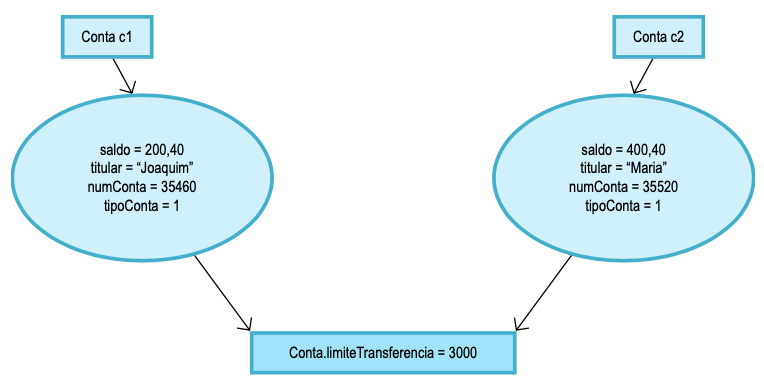 Conta c1
Conta c2
saldo = 200,40
titular = “Joaquim”
numConta = 35460
tipoConta = 1
saldo = 400,40
titular = “Maria”
numConta = 35520
tipoConta = 1
Conta.limiteTransferencia = 3000